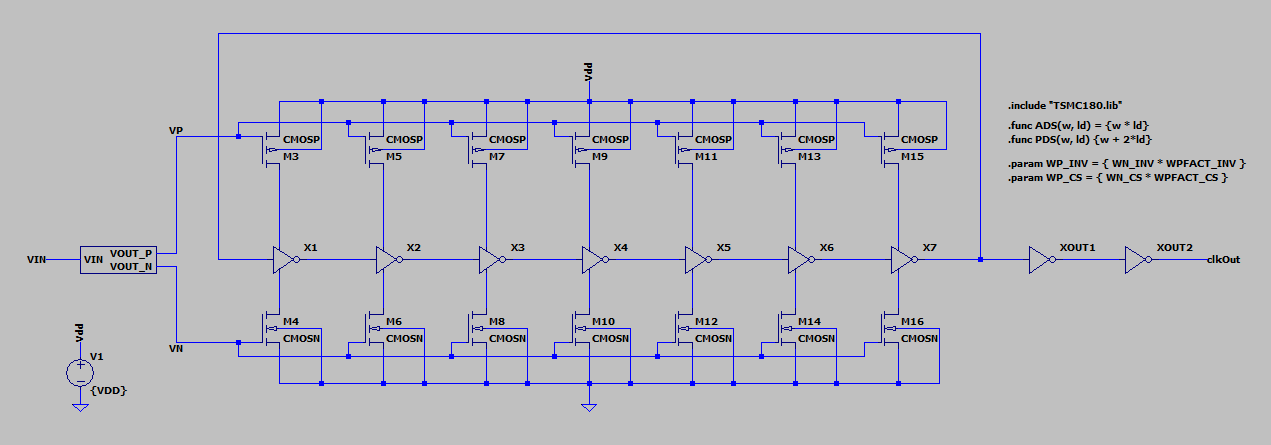 Vdd
.include "TSMC180.lib"
.func ADS(w, ld) = {w * ld}
.func PDS(w, ld) {w + 2*ld}
.param WP_INV = { WN_INV * WPFACT_INV }
.param WP_CS = { WN_CS * WPFACT_CS }
VP
CMOSP CMOSP CMOSP CMOSP CMOSP CMOSP CMOSP
M3 M5 M7 M9 M11 M13 M15
X1 X2 X3 X4 X5 X6 X7 XOUT1 XOUT2
VIN VIN VOUT_P
VOUT_N
clkOut
M4 M6 M8 M10 M12 M14 M16
CMOSN CMOSN CMOSN CMOSN CMOSN CMOSN CMOSN
VN
Vdd
V1
{VDD}